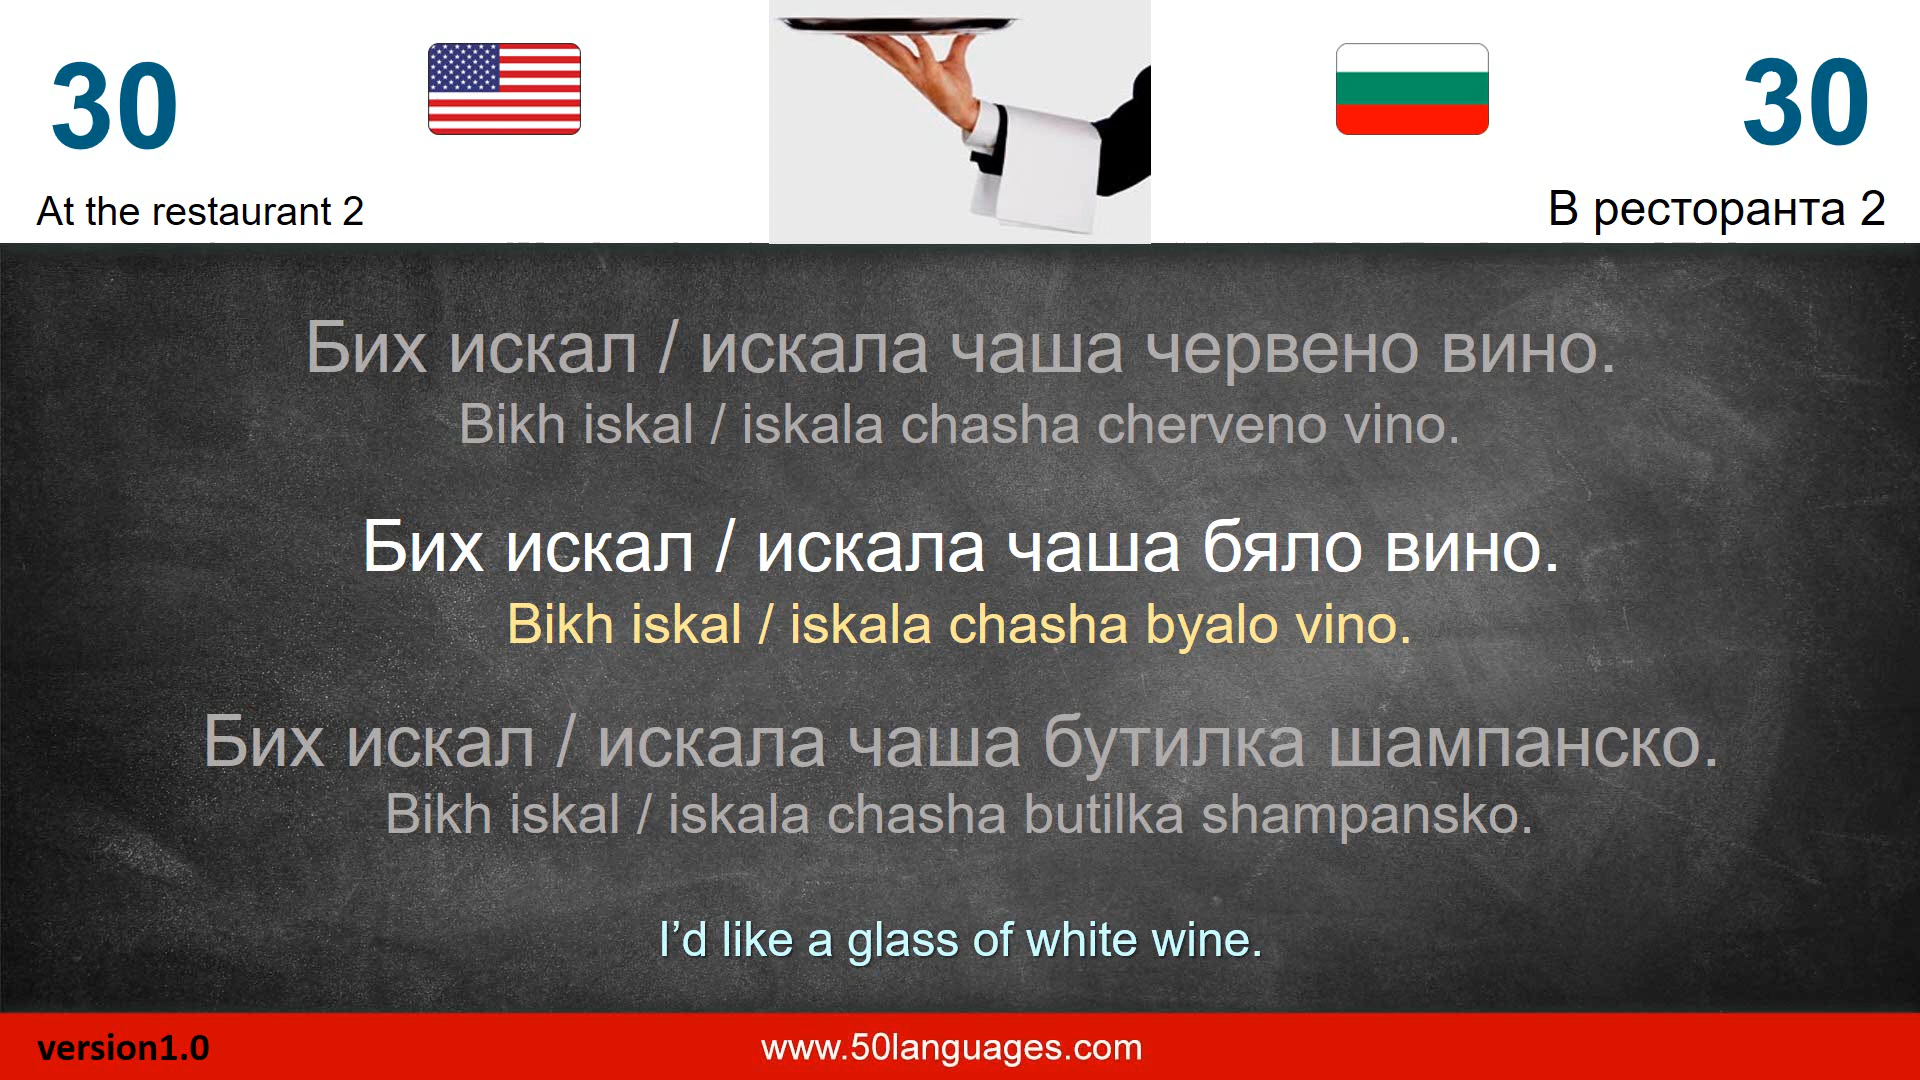 30
30
At the restaurant 2
В ресторанта 2
Бих искал / искала чаша червено вино.
Bikh iskal / iskala chasha cherveno vino.
Бих искал / искала чаша бяло вино.
Bikh iskal / iskala chasha byalo vino.
Бих искал / искала чаша бутилка шампанско.
Bikh iskal / iskala chasha butilka shampansko.
I’d like a glass of white wine.
version1.0
www.50languages.com